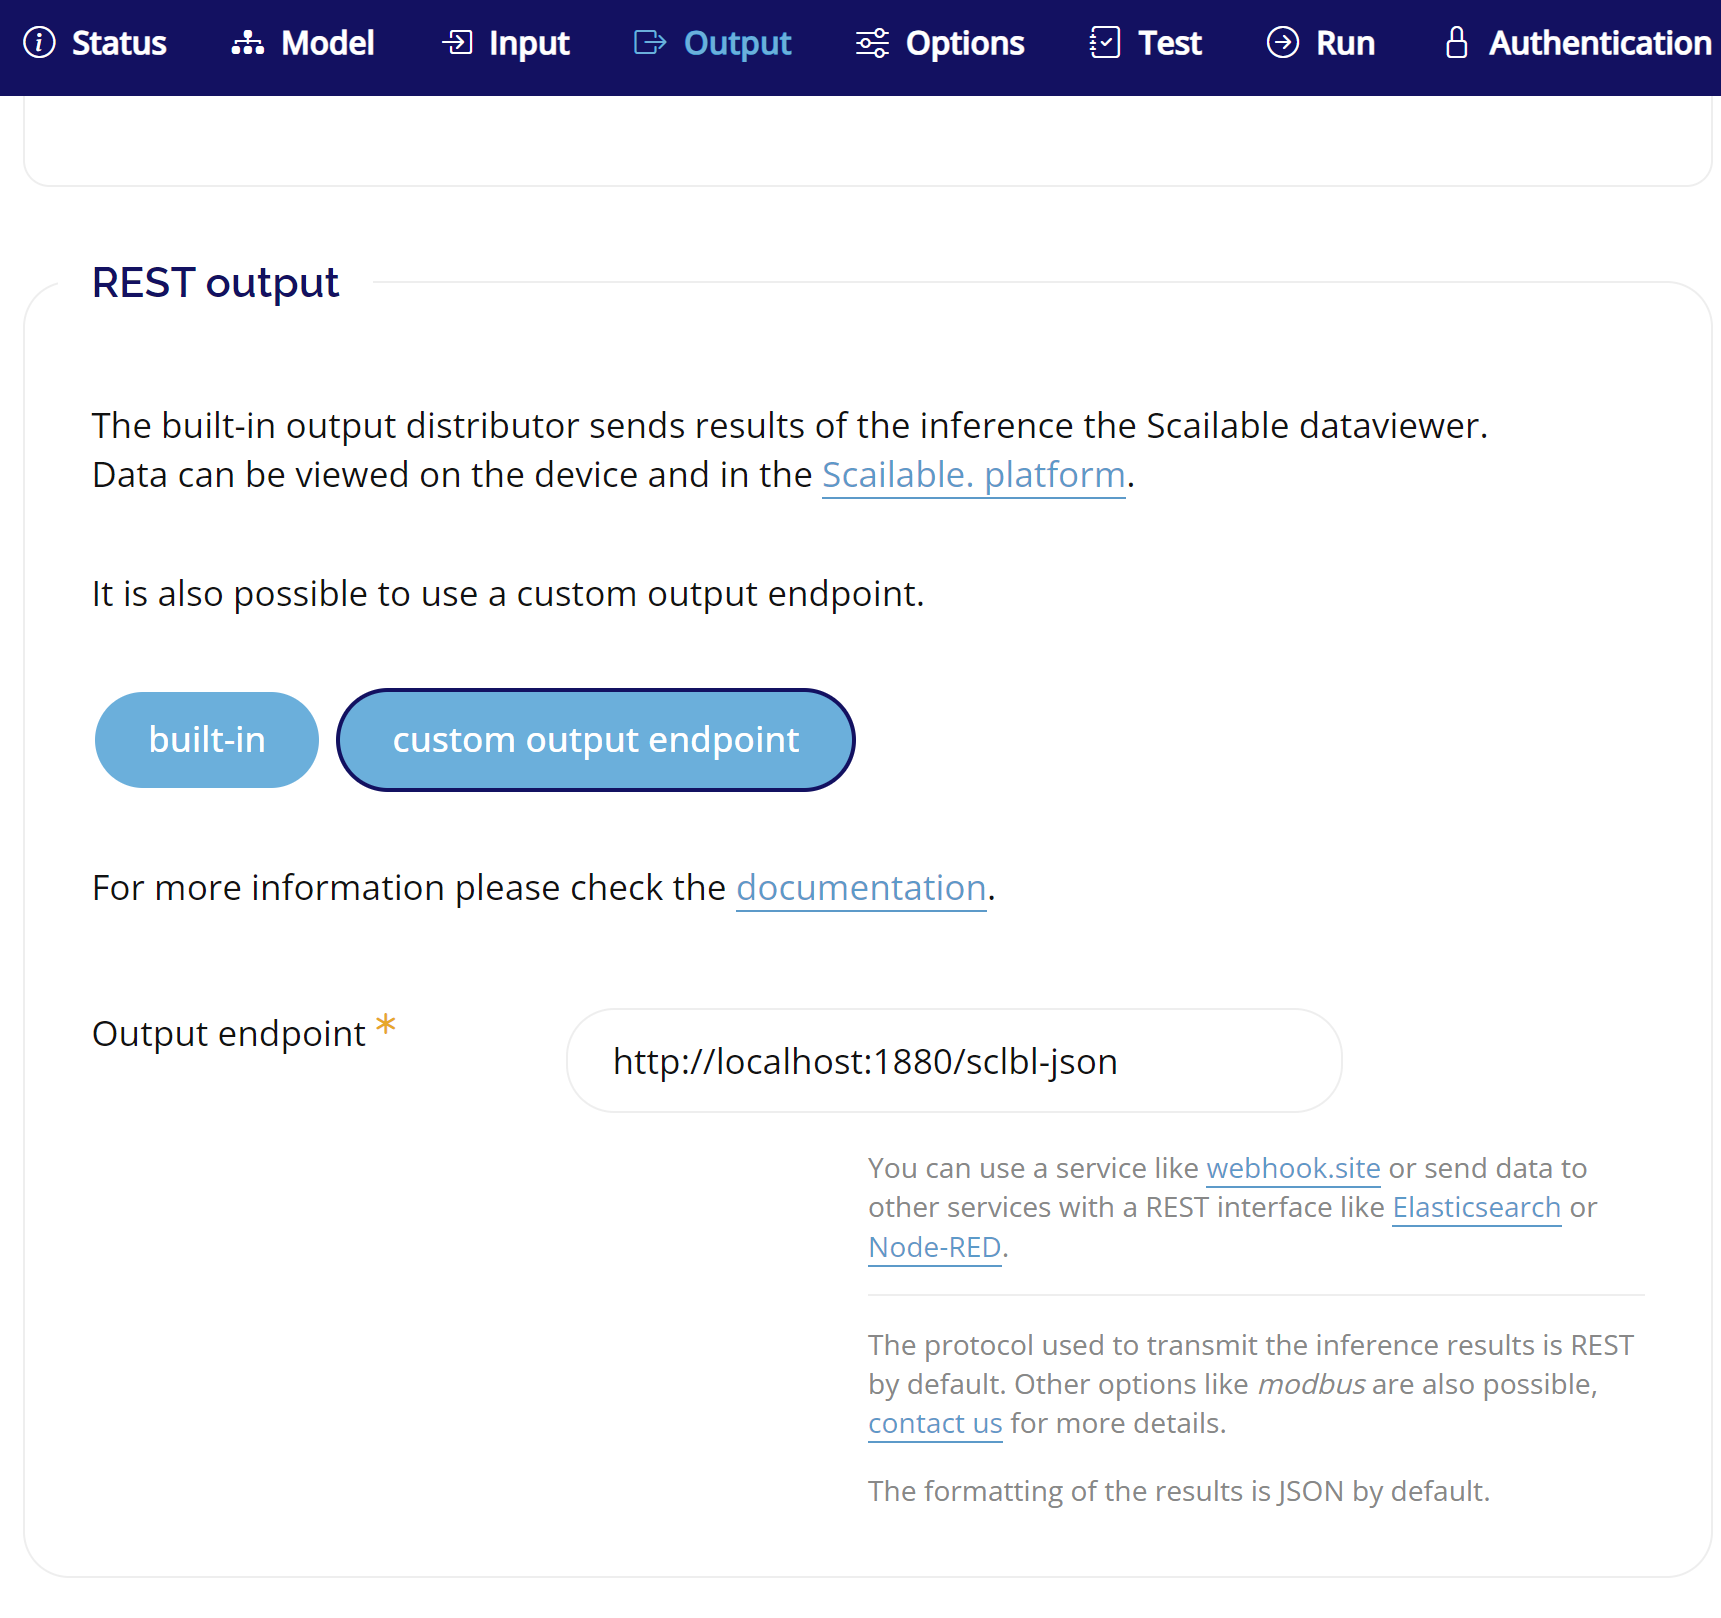 Status Model Input Output Options Test Run Authentication
REST output
The built-in output distributor sends results of the inference the Scailable dataviewer.
Data can be viewed on the device and in the Scailable. platform.
It is also possible to use a custom output endpoint.
built-in custom output endpoint
For more information please check the documentation.
Output endpoint *
http://localhost:1880/sclbl-json
You can use a service like webhook.site or send data to
other services with a REST interface like Elasticsearch or
Node-RED.
The protocol used to transmit the inference results is REST
by default. Other options like modbus are also possible,
contact us for more details.
The formatting of the results is JSON by default.